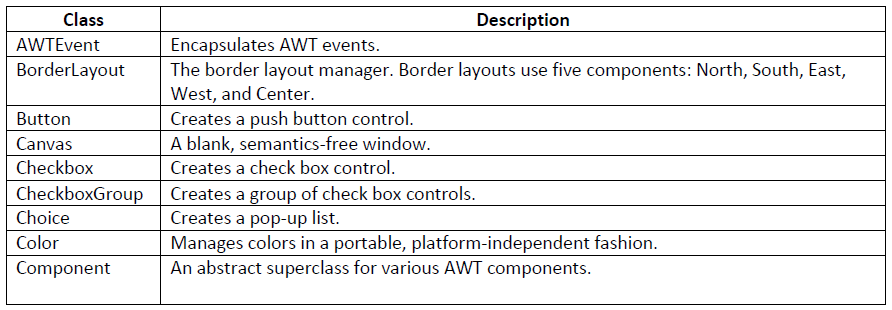 Class Description
AWTEvent Encapsulates AWT events.
BorderLayout The border layout manager. Border layouts use five components: North, South, East,
West, and Center.
Button Creates a push button control.
Canvas A blank, semantics-free window.
Checkbox Creates a check box control.
CheckboxGroup Creates a group of check box controls.
Choice Creates a pop-up list.
Color Manages colors in a portable, platform-independent fashion.
Component An abstract superclass for various AWT components.